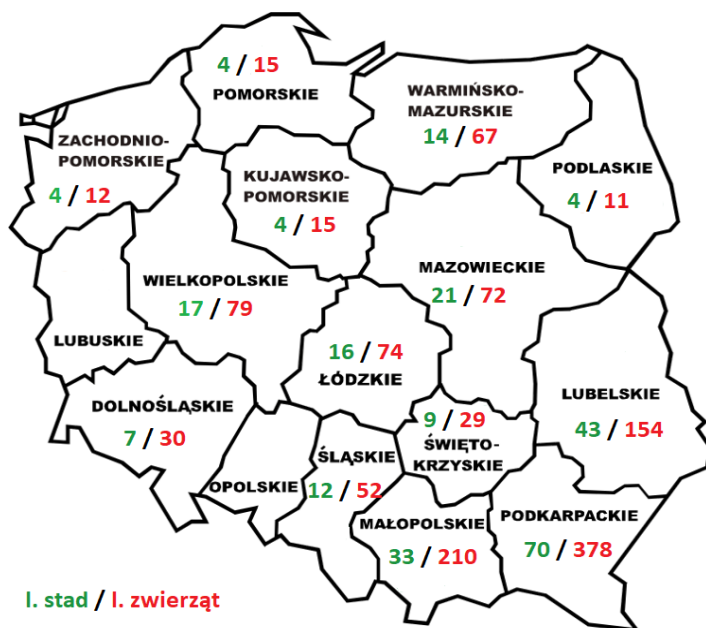 4 / 15
POMORSKIE
WARMIŃSKO-
MAZURSKIE
14 / 67
ZACHODNIO-
POMORSKIE
4 / 12
KUJAWSKO-
POMORSKIE
4 / 15
PODLASKIE
4 / 11
WIELKOPOLSKIE
17 / 79
MAZOWIECKIE
21 / 72
LUBUSKIE
16 / 74
ŁÓDZKIE
DOLNOŚLĄSKIE
7 / 30
9 / 29
ŚWIĘTO-
KRZYSKIE
LUBELSKIE
43 / 154
OPOLSKIE
ŚLĄSKIE
12 / 52
MAŁOPOLSKIE
33 / 210
PODKARPACKIE
70 / 378
l. stad / l. zwierząt